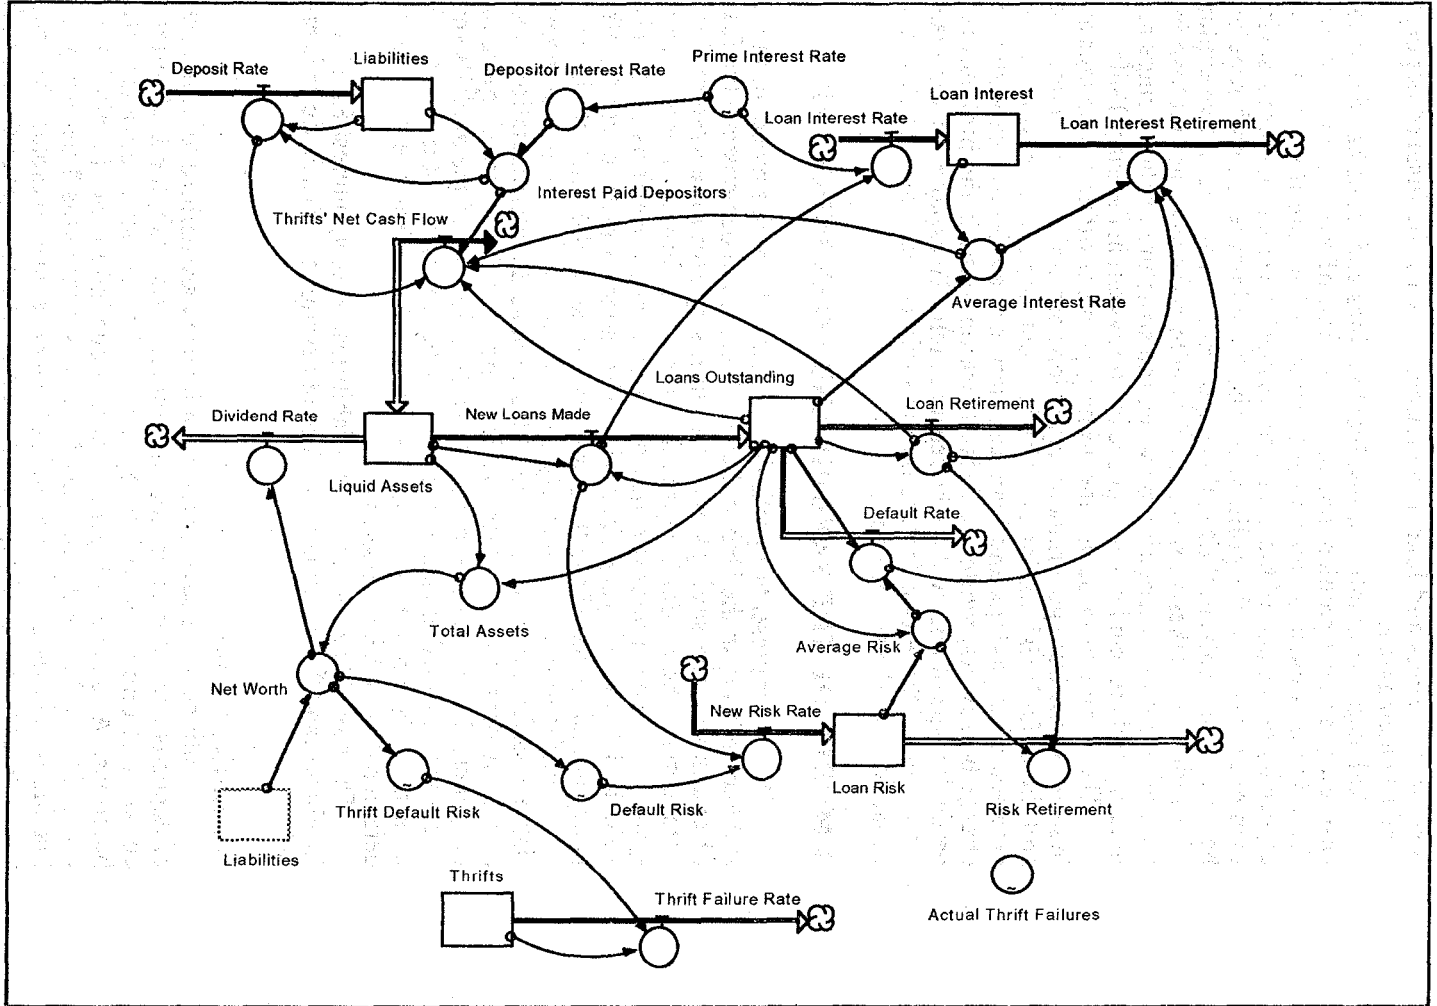 Liabilities
Deposit Rate
Depositor Interest Rate
Prime Interest Rate
Loan Interest
Loan Interest Rate
Loan Interest Retirement
Interest Paid Depositors
Thrifts' Net Cash Flow
Average Interest Rate
Loans Outstanding
Dividend Rate
New Loans Made
Loan Retirement
Liquid Assets
Default Rate
Total Assets
Average Risk
Net Worth
New Risk Rate
Loan Risk
Thrift Default Risk
Default Risk
Risk Retirement
Liabilities
Thrifts
Thrift Failure Rate
Actual Thrift Failures